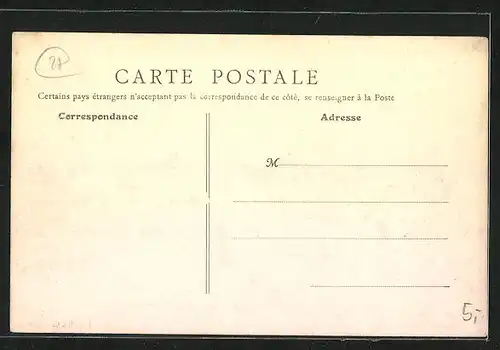 27
CARTE POSTALE
Certains pays étrangers n'acceptant pas la correspondance de ce côté, se renseigner à la Poste
Correspondance
Adresse
M
5,-